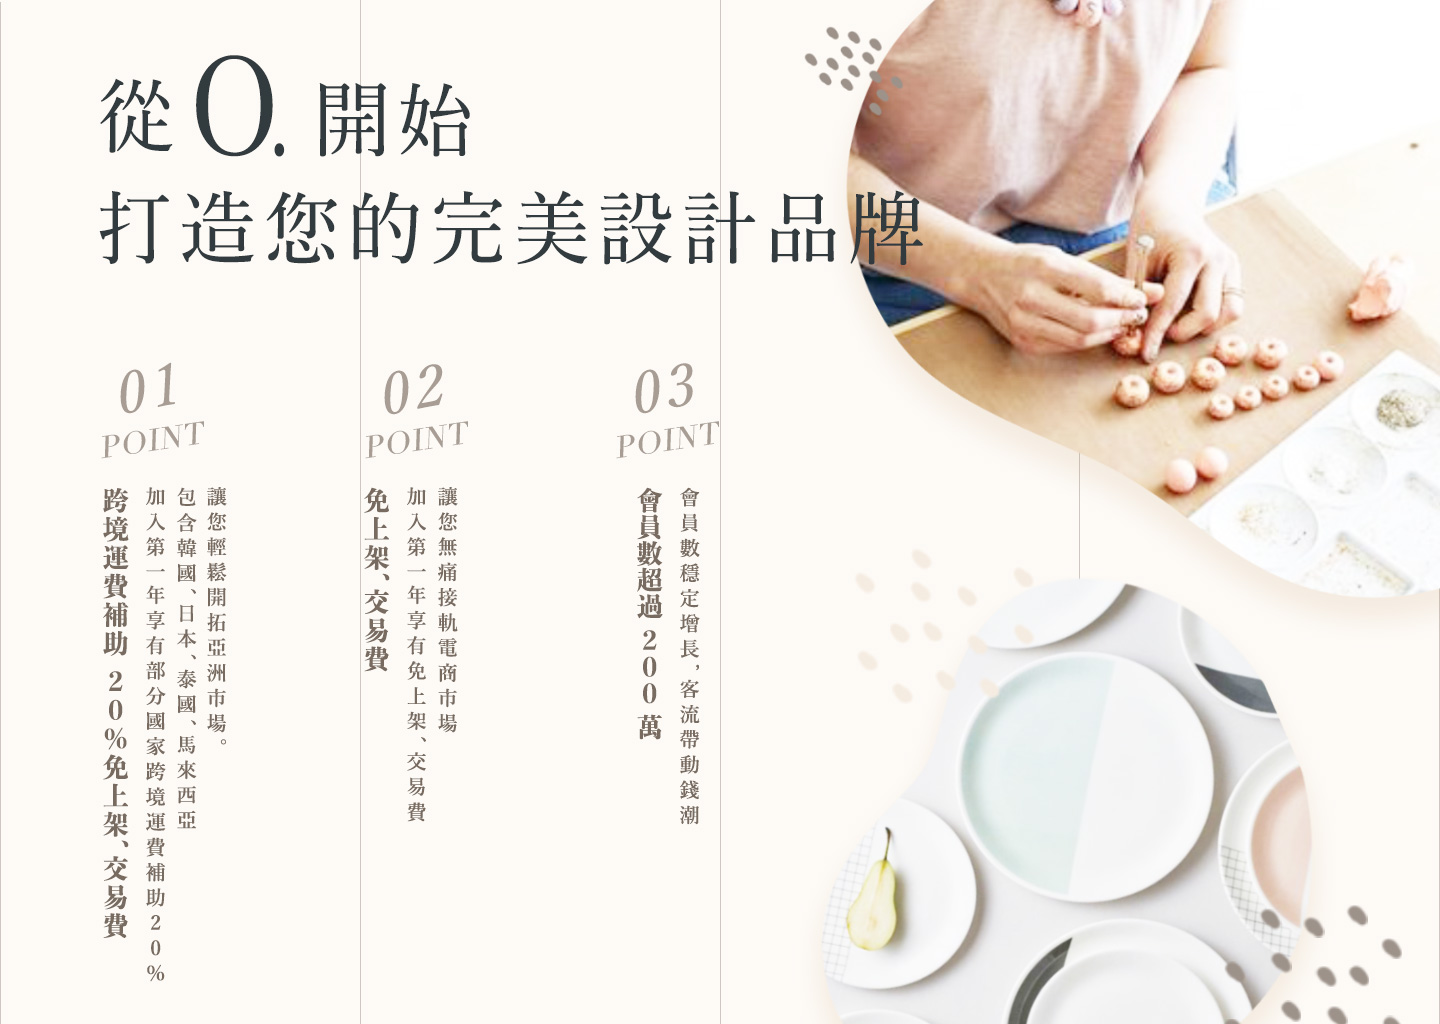 從 0. 開始
打造您的完美設計品牌
01
POINT
跨境運費補助 20%免上架、交易費
加入第一年享有部分國家跨境運費補助20%
包含韓國、日本、泰國、馬來西亞
讓您輕鬆開拓亞洲市場。
02
POINT
免上架、交易費
加入第一年享有免上架、交易費
讓您無痛接軌電商市場
03
POINT
會員數超過 200 萬
會員數穩定增長，客流帶動錢潮